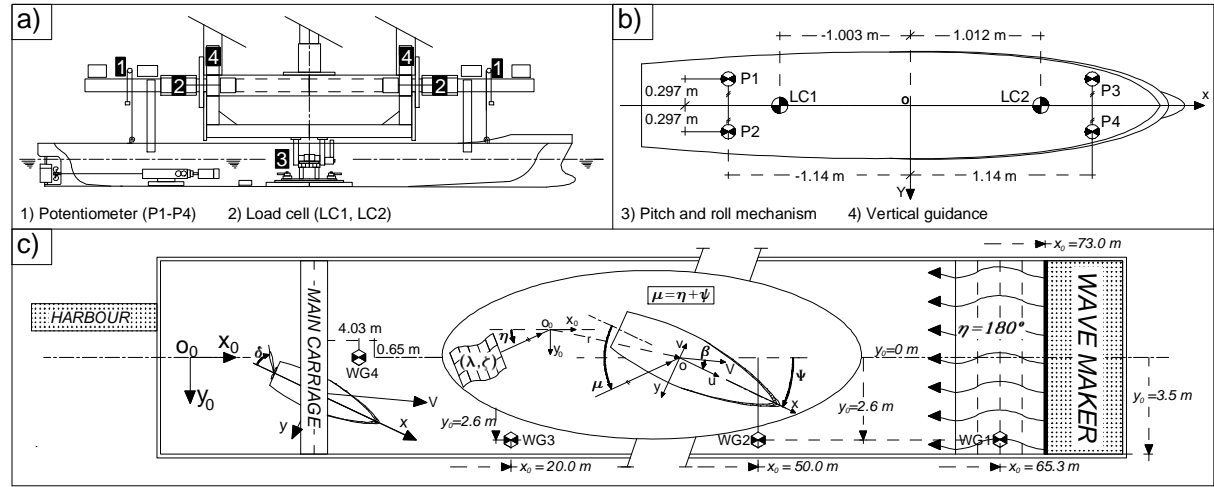 a)
4
4
1
1
2
2
3
1) Potentiometer (P1-P4) 2) Load cell (LC1, LC2)
b)
-1.003 m 1.012 m
P1
P3
0.297 m
LC1
o
LC2
x
0.297 m
P2
P4
-1.14 m 1.14 m
Y
3) Pitch and roll mechanism 4) Vertical guidance
c)
x₀ =73.0 m
HARBOUR
MAIN CARRIAGE
WAVE MAKER
μ=η+ψ
4.03 m
0.65 m
WG4
η=180°
O₀
X₀
y₀
δ
V
y
x
η
o₀
x₀
y₀
r
(λ,ζ)
μ
v
β
V
o
u
y
x
Ψ
y₀=0 m
y₀=3.5 m
y₀=2.6 m
y₀=2.6 m
WG3
WG2
WG1
x₀ =20.0 m
x₀ =50.0 m
x₀ =65.3 m